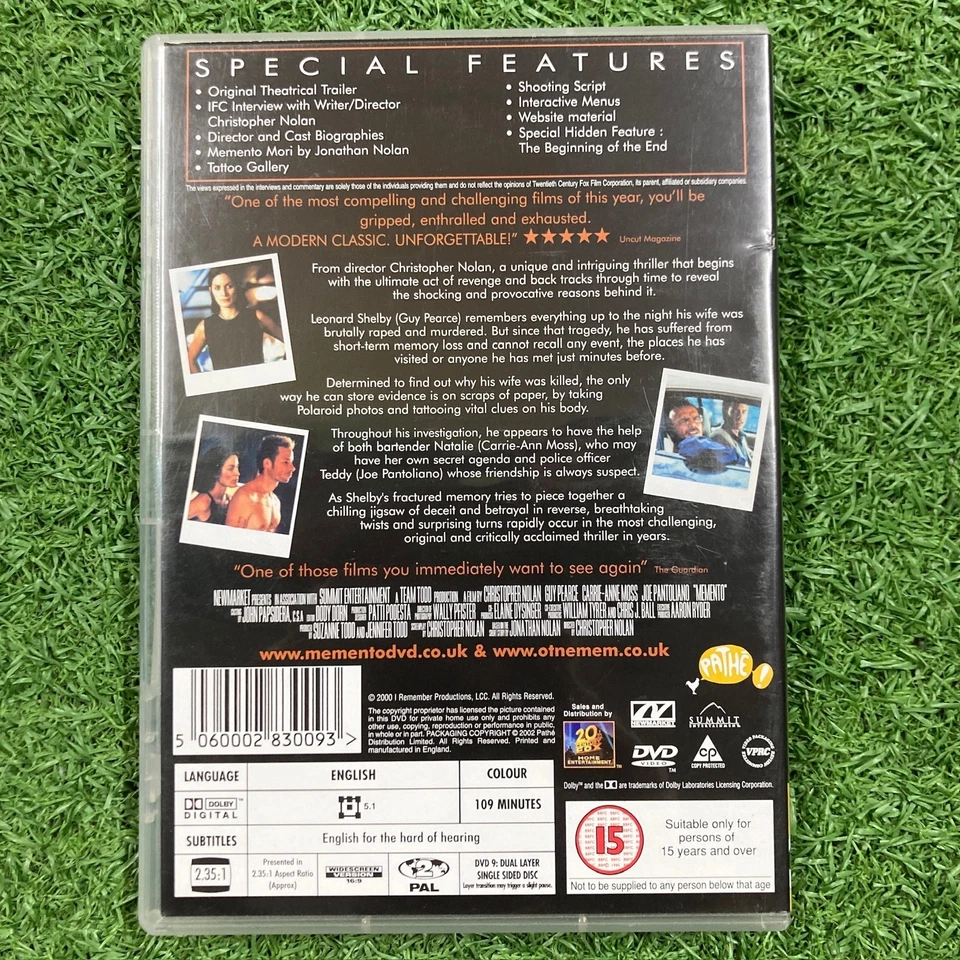 SPECIAL FEATURES
• Original Theatrical Trailer
• IFC Interview with Writer/Director
Christopher Nolan
• Director and Cast Biographies
• Memento Mori by Jonathan Nolan
• Tattoo Gallery
• Shooting Script
• Interactive Menus
• Website material
• Special Hidden Feature :
The Beginning of the End
The views expressed in the interviews and commentary are solely those of the individuals providing them and do not reflect the opinions of Twentieth Century Fox Film Corporation, its parent, affiliated or subsidiary companies.
"One of the most compelling and challenging films of this year, you'll be
gripped, enthralled and exhausted.
A MODERN CLASSIC. UNFORGETTABLE!" ★★★★★ Uncut Magazine
From director Christopher Nolan, a unique and intriguing thriller that begins
with the ultimate act of revenge and back tracks through time to reveal
the shocking and provocative reasons behind it.
Leonard Shelby (Guy Pearce) remembers everything up to the night his wife was
brutally raped and murdered. But since that tragedy, he has suffered from
short-term memory loss and cannot recall any event, the places he has
visited or anyone he has met just minutes before.
Determined to find out why his wife was killed, the only
way he can store evidence is on scraps of paper, by taking
Polaroid photos and tattooing vital clues on his body.
Throughout his investigation, he appears to have the help
of both bartender Natalie (Carrie-Ann Moss), who may
have her own secret agenda and police officer
Teddy (Joe Pantoliano) whose friendship is always suspect.
As Shelby's fractured memory tries to piece together a
chilling jigsaw of deceit and betrayal in reverse, breathtaking
twists and surprising turns rapidly occur in the most challenging,
original and critically acclaimed thriller in years.
"One of those films you immediately want to see again" The Guardian
NEWMARKET PRESENTS IN ASSOCIATION WITH SUMMIT ENTERTAINMENT A TEAM TODD PRODUCTION A FILM BY CHRISTOPHER NOLAN GUY PEARCE CARRIE-ANNE MOSS JOE PANTOLIANO "MEMENTO"
CASTING JOHN PAPSIDERA, C.S.A. DODY DORN PATTI PODESTA WALLY PFISTER ELAINE DYSINGER WILLIAM TYRER AND CHRIS J. BALL AARON RYDER
SUZANNE TODD AND JENNIFER TODD CHRISTOPHER NOLAN JONATHAN NOLAN CHRISTOPHER NOLAN
www.mementodvd.co.uk & www.otnemem.co.uk
PATHÉ!
5 060002 830093 >
© 2000 I Remember Productions, LCC. All Rights Reserved.
The copyright proprietor has licensed the picture contained
in this DVD for private home use only and prohibits any
other use, copying, reproduction or performance in public,
in whole or in part. PACKAGING COPYRIGHT © 2002 Pathé
Distribution Limited. All Rights Reserved. Printed and
manufactured in England.
Sales and
Distribution by
20th CENTURY FOX
HOME
ENTERTAINMENT
NEWMARKET
SUMMIT
ENTERTAINMENT
DVD
VIDEO
TM
CP
COPY PROTECTED
VPRC
Dolby™ and the DD are trademarks of Dolby Laboratories Licensing Corporation.
LANGUAGE
ENGLISH
COLOUR
DOLBY
DIGITAL
5.1
109 MINUTES
SUBTITLES
English for the hard of hearing
2.35:1
Presented in
2.35:1 Aspect Ratio
(Approx)
WIDESCREEN
VERSION
16:9
2
PAL
DVD 9: DUAL LAYER
SINGLE SIDED DISC
Layer transition may trigger a slight pause.
15
Suitable only for
persons of
15 years and over
Not to be supplied to any person below that age